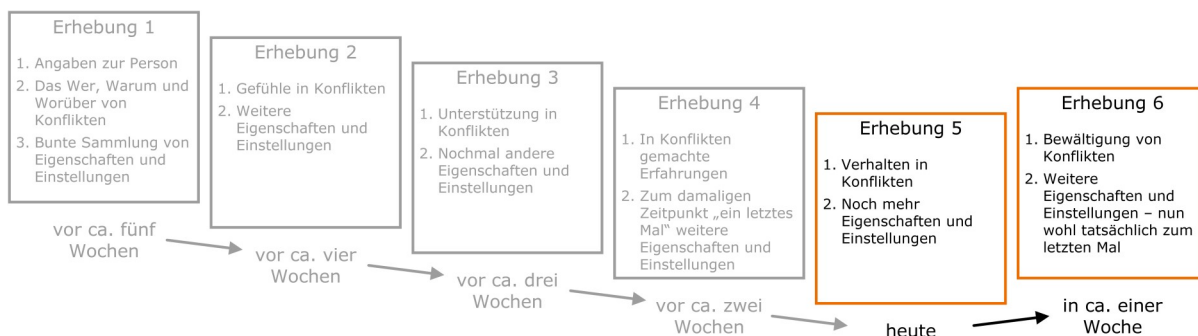 Erhebung 1
1. Angaben zur Person
2. Das Wer, Warum und
Worüber von
Konflikten
3. Bunte Sammlung von
Eigenschaften und
Einstellungen
vor ca. fünf
Wochen
Erhebung 2
1. Gefühle in Konflikten
2. Weitere
Eigenschaften und
Einstellungen
vor ca. vier
Wochen
Erhebung 3
1. Unterstützung in
Konflikten
2. Nochmal andere
Eigenschaften und
Einstellungen
vor ca. drei
Wochen
Erhebung 4
1. In Konflikten
gemachte
Erfahrungen
2. Zum damaligen
Zeitpunkt „ein letztes
Mal“ weitere
Eigenschaften und
Einstellungen
vor ca. zwei
Wochen
Erhebung 5
1. Verhalten in
Konflikten
2. Noch mehr
Eigenschaften und
Einstellungen
heute
Erhebung 6
1. Bewältigung von
Konflikten
2. Weitere
Eigenschaften und
Einstellungen – nun
wohl tatsächlich zum
letzten Mal
in ca. einer
Woche